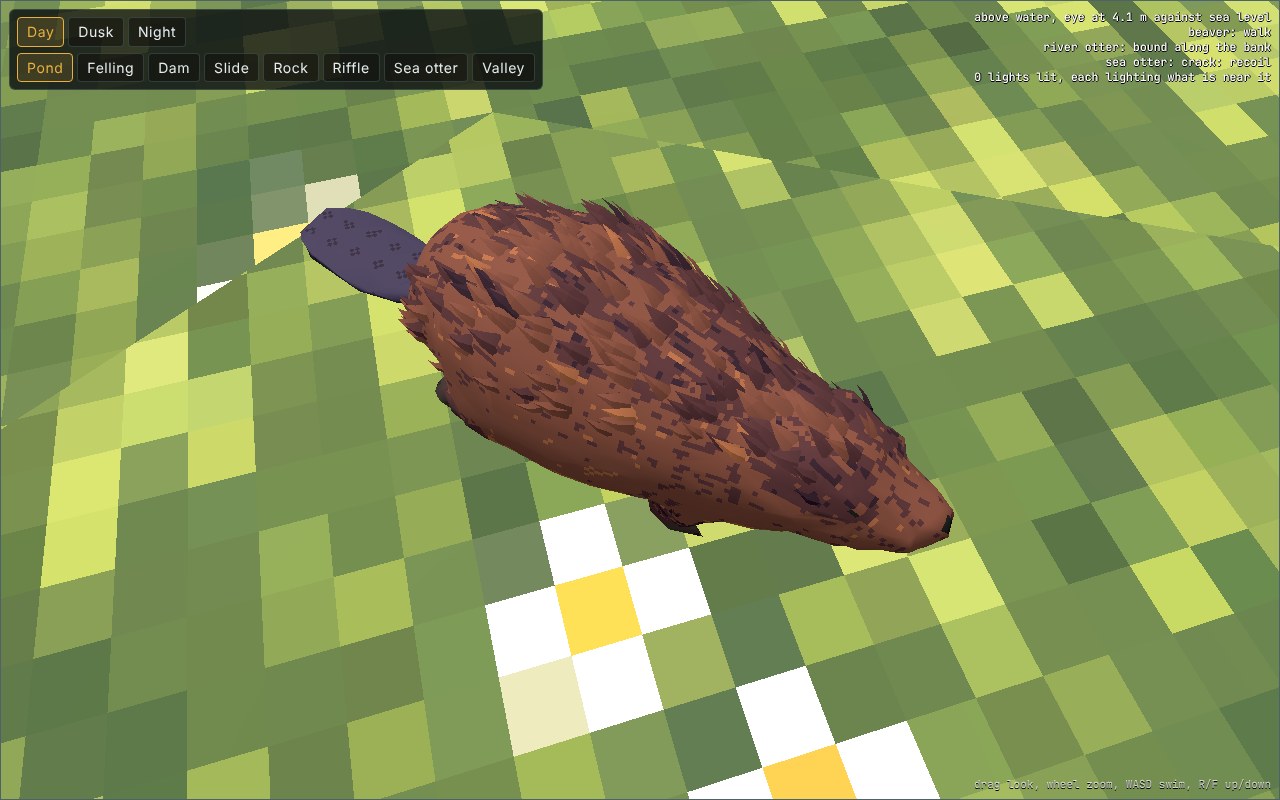 Day Dusk Night
Pond Felling Dam Slide Rock Riffle Sea otter Valley
above water, eye at 4.1 m against sea level
beaver: walk
river otter: bound along the bank
sea otter: crack: recoil
0 lights lit, each lighting what is near it
drag look, wheel zoom, WASD swim, R/F up/down